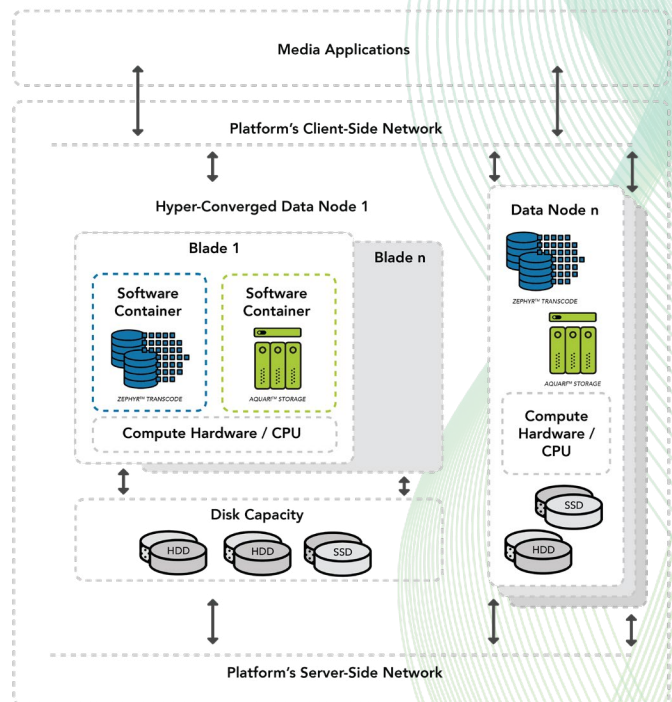 Media Applications
Platform's Client-Side Network
Hyper-Converged Data Node 1
Blade 1
Blade n
Software
Container
ZEPHYR™ TRANSCODE
Software
Container
AQUARI™ STORAGE
Compute Hardware / CPU
Disk Capacity
HDD
HDD
SSD
Data Node n
ZEPHYR™ TRANSCODE
AQUARI™ STORAGE
Compute
Hardware /
CPU
SSD
HDD
Platform's Server-Side Network